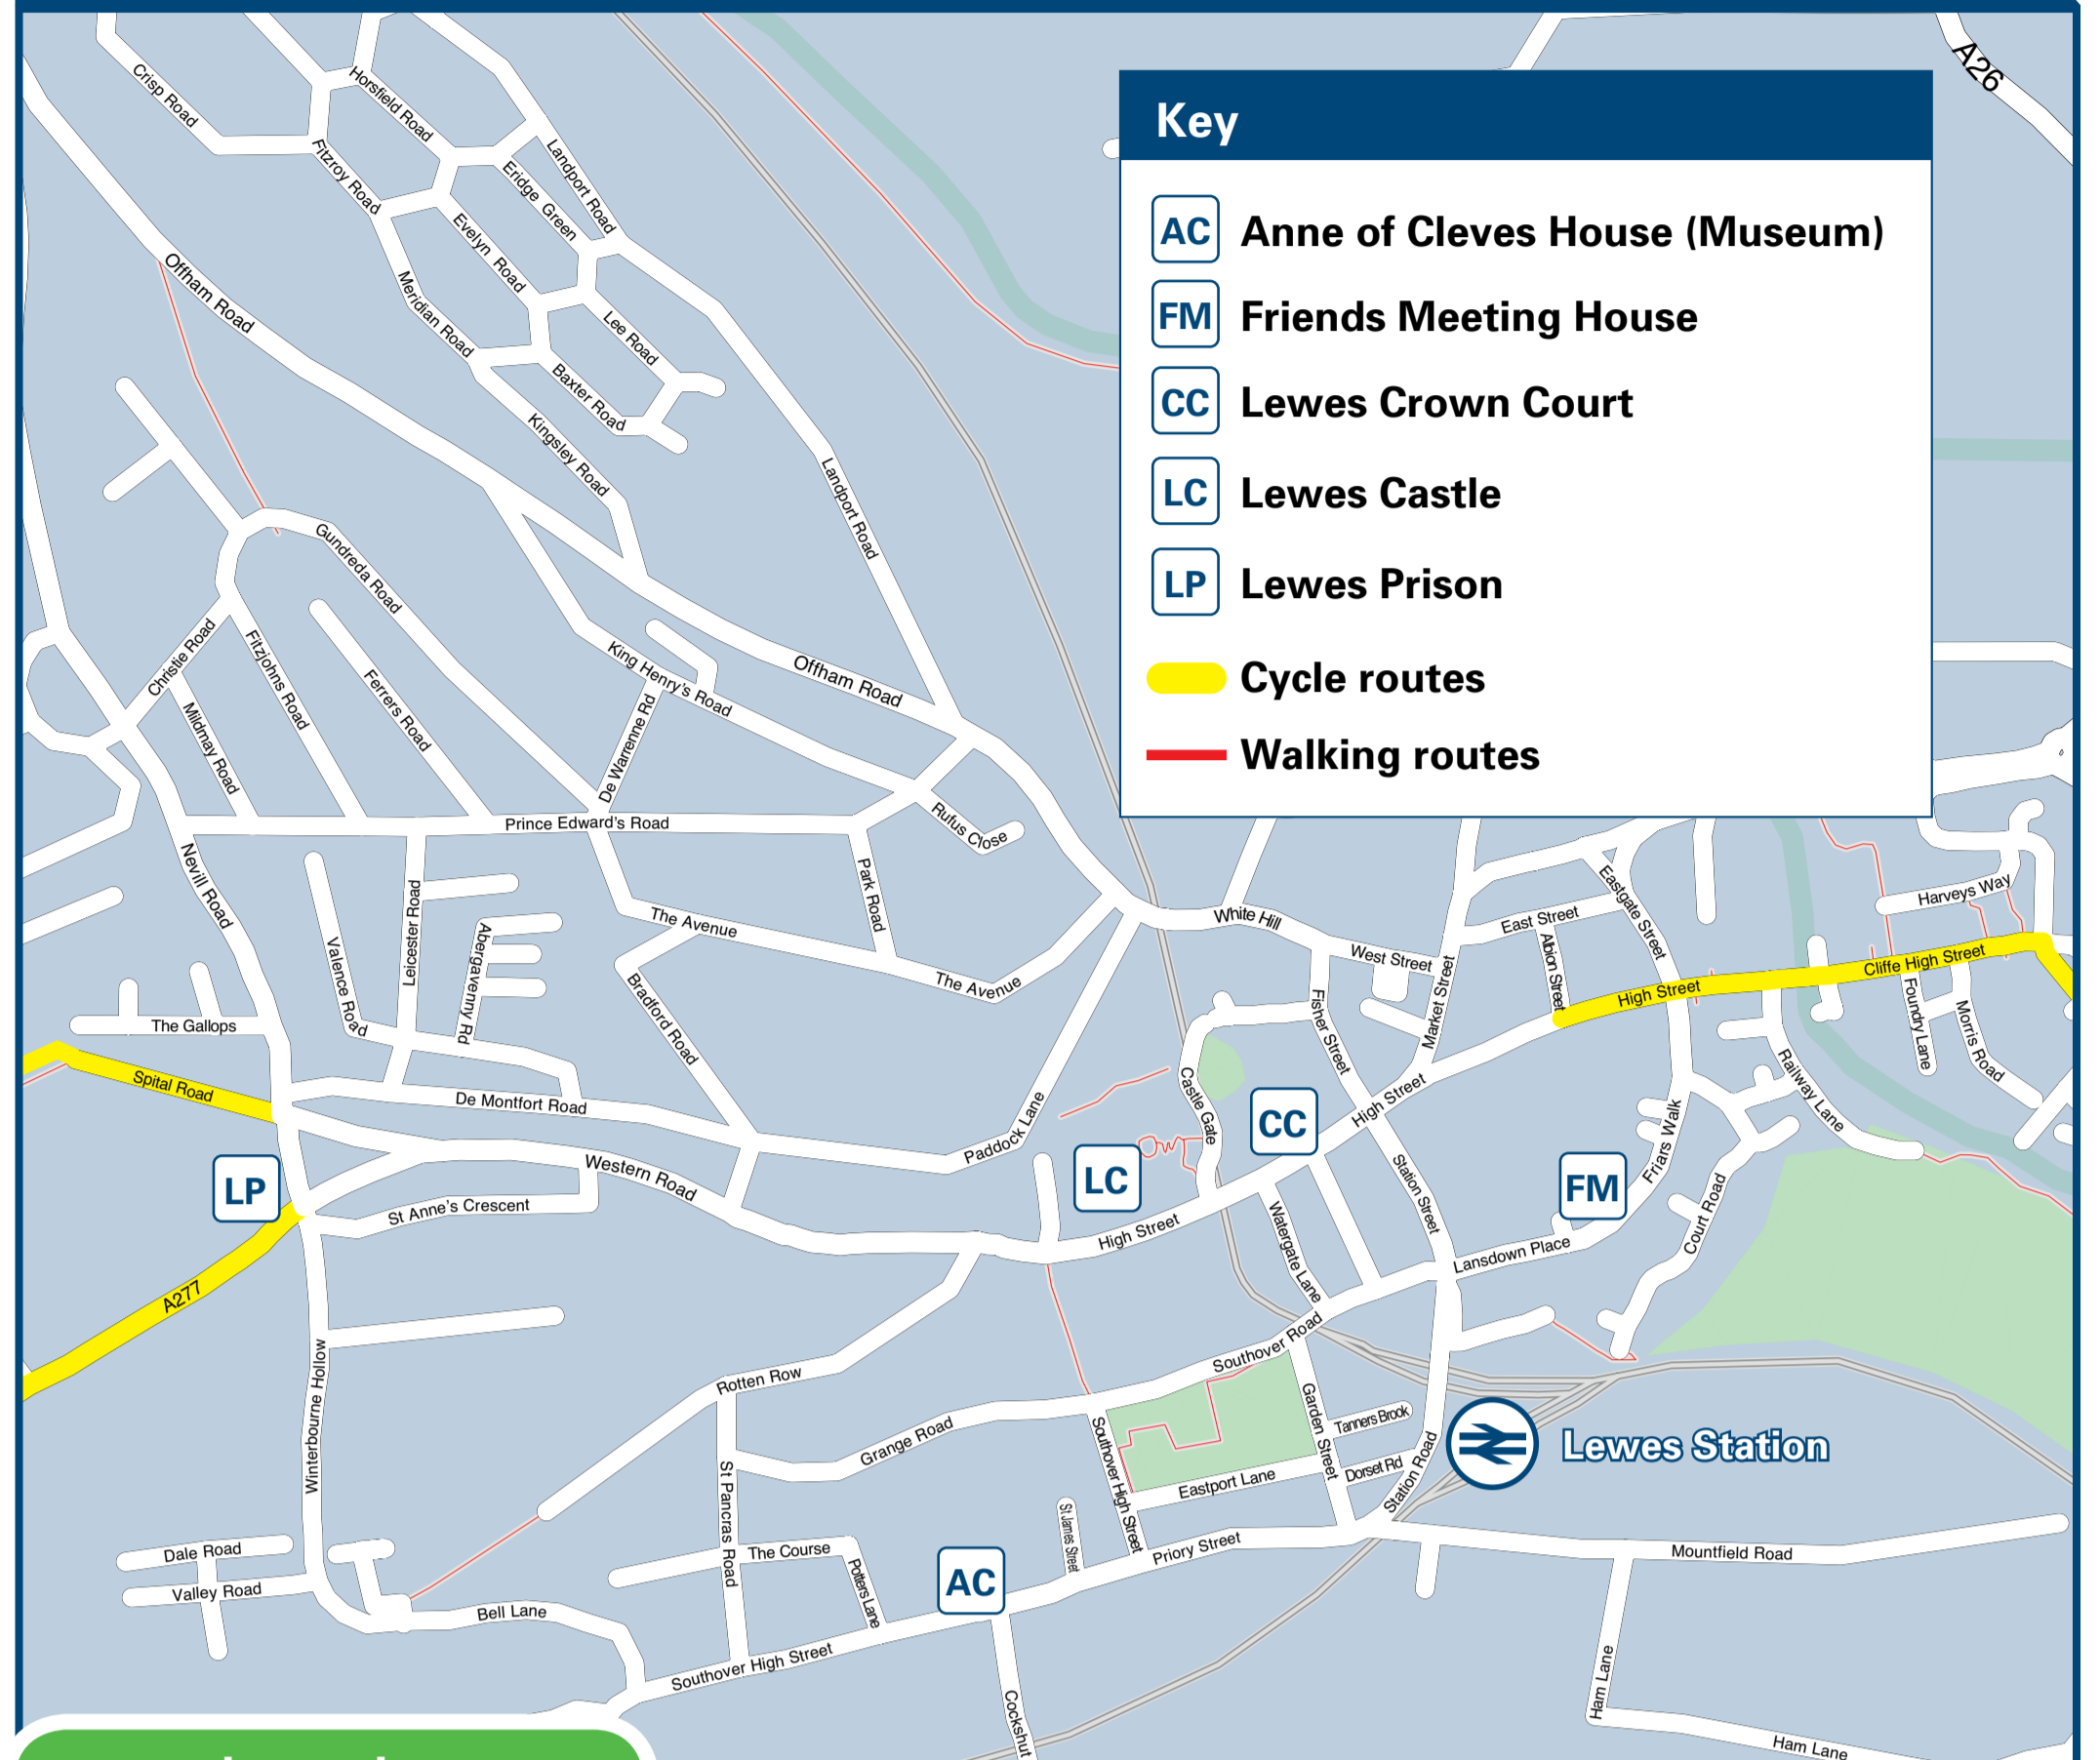 A26
Key
AC Anne of Cleves House (Museum)
FM Friends Meeting House
CC Lewes Crown Court
LC Lewes Castle
LP Lewes Prison
Cycle routes
Walking routes
Crisp Road
Horsfield Road
Fitzroy Road
Landport Road
Eridge Green
Evelyn Road
Offham Road
Meridian Road
Lee Road
Baxter Road
Kingsley Road
Landport Road
Gundreda Road
Christie Road
Fitzjohns Road
Ferrers Road
King Henry's Road
Offham Road
Mildmay Road
De Warrenne Rd
Prince Edward's Road
Rufus Close
Nevill Road
Park Road
Leicester Road
Valence Road
Abergavenny Rd
The Avenue
The Avenue
Bradford Road
White Hill
West Street
East Street
Eastgate Street
Albion Street
Harveys Way
Cliffe High Street
High Street
Market Street
Fisher Street
Foundry Lane
Morris Road
Railway Lane
The Gallops
Spital Road
De Montfort Road
Paddock Lane
Castle Gate
CC
High Street
LC
LP
Western Road
St Anne's Crescent
High Street
Watergate Lane
Station Street
FM
Friars Walk
Court Road
Lansdown Place
A277
Winterbourne Hollow
Rotten Row
Southover Road
Grange Road
Southover High Street
Garden Street
Tanners Brook
Eastport Lane
Dorset Rd
Station Road
Lewes Station
St Pancras Road
St James Street
Dale Road
Valley Road
The Course
Potters Lane
AC
Priory Street
Mountfield Road
Bell Lane
Southover High Street
Cockshut
Ham Lane
Ham Lane